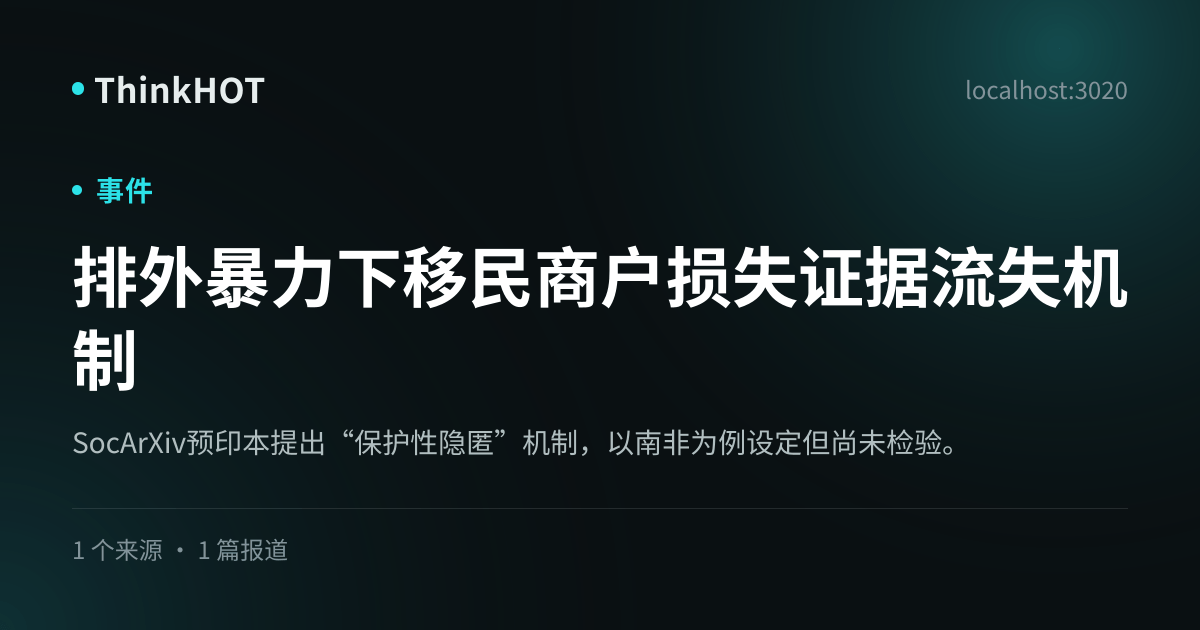 ThinkHOT
localhost:3020
事件
排外暴力下移民商户损失证据流失机
制
SocArXiv预印本提出“保护性隐匿”机制，以南非为例设定但尚未检验。
1 个来源 · 1 篇报道